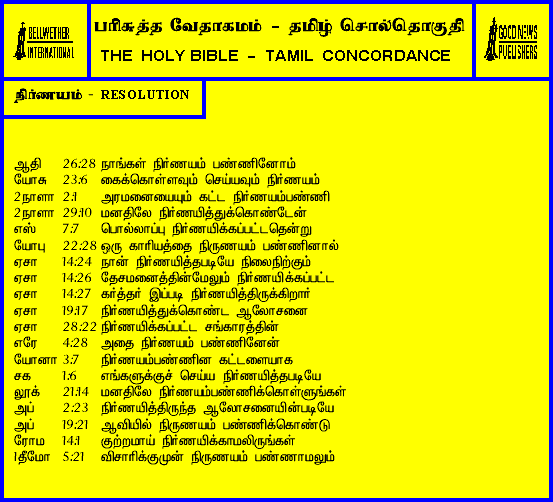 BELLWETHER
INTERNATIONAL
பரிசுத்த வேதாகமம் - தமிழ் சொல்தொகுதி
THE HOLY BIBLE - TAMIL CONCORDANCE
GOOD NEWS
PUBLISHERS
நிர்ணயம் - RESOLUTION
ஆதி 26:28 நாங்கள் நிர்ணயம் பண்ணினோம்
யோசு 23:6 கைக்கொள்ளவும் செய்யவும் நிர்ணயம்
2நாளா 2:1 அரமனையையும் கட்ட நிர்ணயம்பண்ணி
2நாளா 29:10 மனதிலே நிர்ணயித்துக்கொண்டேன்
எஸ் 7:7 பொல்லாப்பு நிர்ணயிக்கப்பட்டதென்று
யோபு 22:28 ஒரு காரியத்தை நிருணயம் பண்ணினால்
ஏசா 14:24 நான் நிர்ணயித்தபடியே நிலைநிற்கும்
ஏசா 14:26 தேசமனைத்தின்மேலும் நிர்ணயிக்கப்பட்ட
ஏசா 14:27 கர்த்தர் இப்படி நிர்ணயித்திருக்கிறார்
ஏசா 19:17 நிர்ணயித்துக்கொண்ட ஆலோசனை
ஏசா 28:22 நிர்ணயிக்கப்பட்ட சங்காரத்தின்
எரே 4:28 அதை நிர்ணயம் பண்ணினேன்
யோனா 3:7 நிர்ணயம்பண்ணின கட்டளையாக
சக 1:6 எங்களுக்குச் செய்ய நிர்ணயித்தபடியே
லூக் 21:14 மனதிலே நிர்ணயம்பண்ணிக்கொள்ளுங்கள்
அப் 2:23 நிர்ணயித்திருந்த ஆலோசனையின்படியே
அப் 19:21 ஆவியில் நிருணயம் பண்ணிக்கொண்டு
ரோம 14:1 குற்றமாய் நிர்ணயிக்காமலிருங்கள்
1தீமோ 5:21 விசாரிக்குமுன் நிருணயம் பண்ணாமலும்